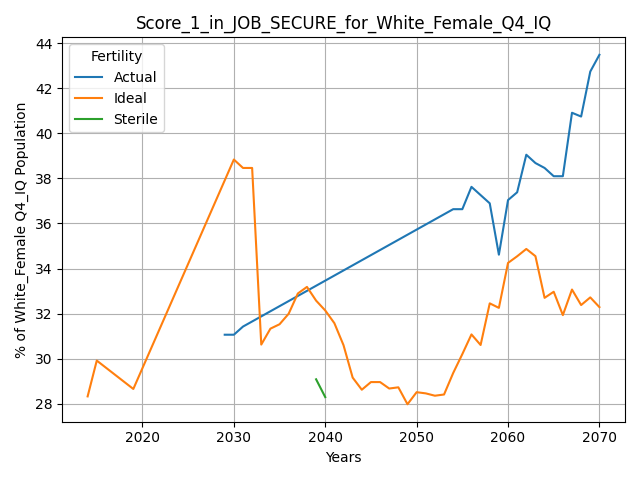 Score_1_in_JOB_SECURE_for_White_Female_Q4_IQ
Fertility
Actual
Ideal
Sterile
% of White_Female Q4_IQ Population
44
42
40
38
36
34
32
30
28
2020 2030 2040 2050 2060 2070
Years